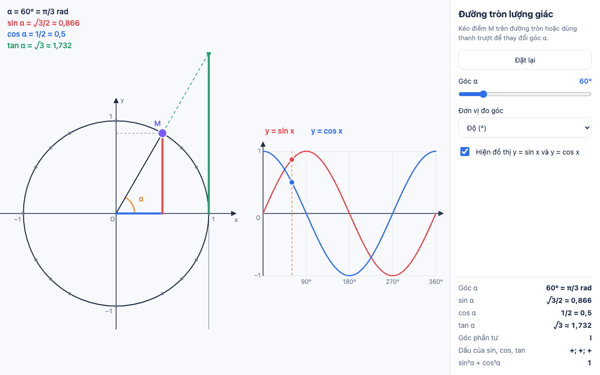 α = 60° = π/3 rad
sin α = √3/2 ≈ 0,866
cos α = 1/2 = 0,5
tan α = √3 ≈ 1,732
y
1
M
α
−1
O
1
x
−1
y = sin x
y = cos x
1
O
−1
90°
180°
270°
360°
Đường tròn lượng giác
Kéo điểm M trên đường tròn hoặc dùng
thanh trượt để thay đổi góc α.
Đặt lại
Góc α 60°
Đơn vị đo góc
Độ (°)
Hiện đồ thị y = sin x và y = cos x
Góc α 60° = π/3 rad
sin α √3/2 ≈ 0,866
cos α 1/2 = 0,5
tan α √3 ≈ 1,732
Góc phần tư I
Dấu của sin, cos, tan +; +; +
sin²α + cos²α 1